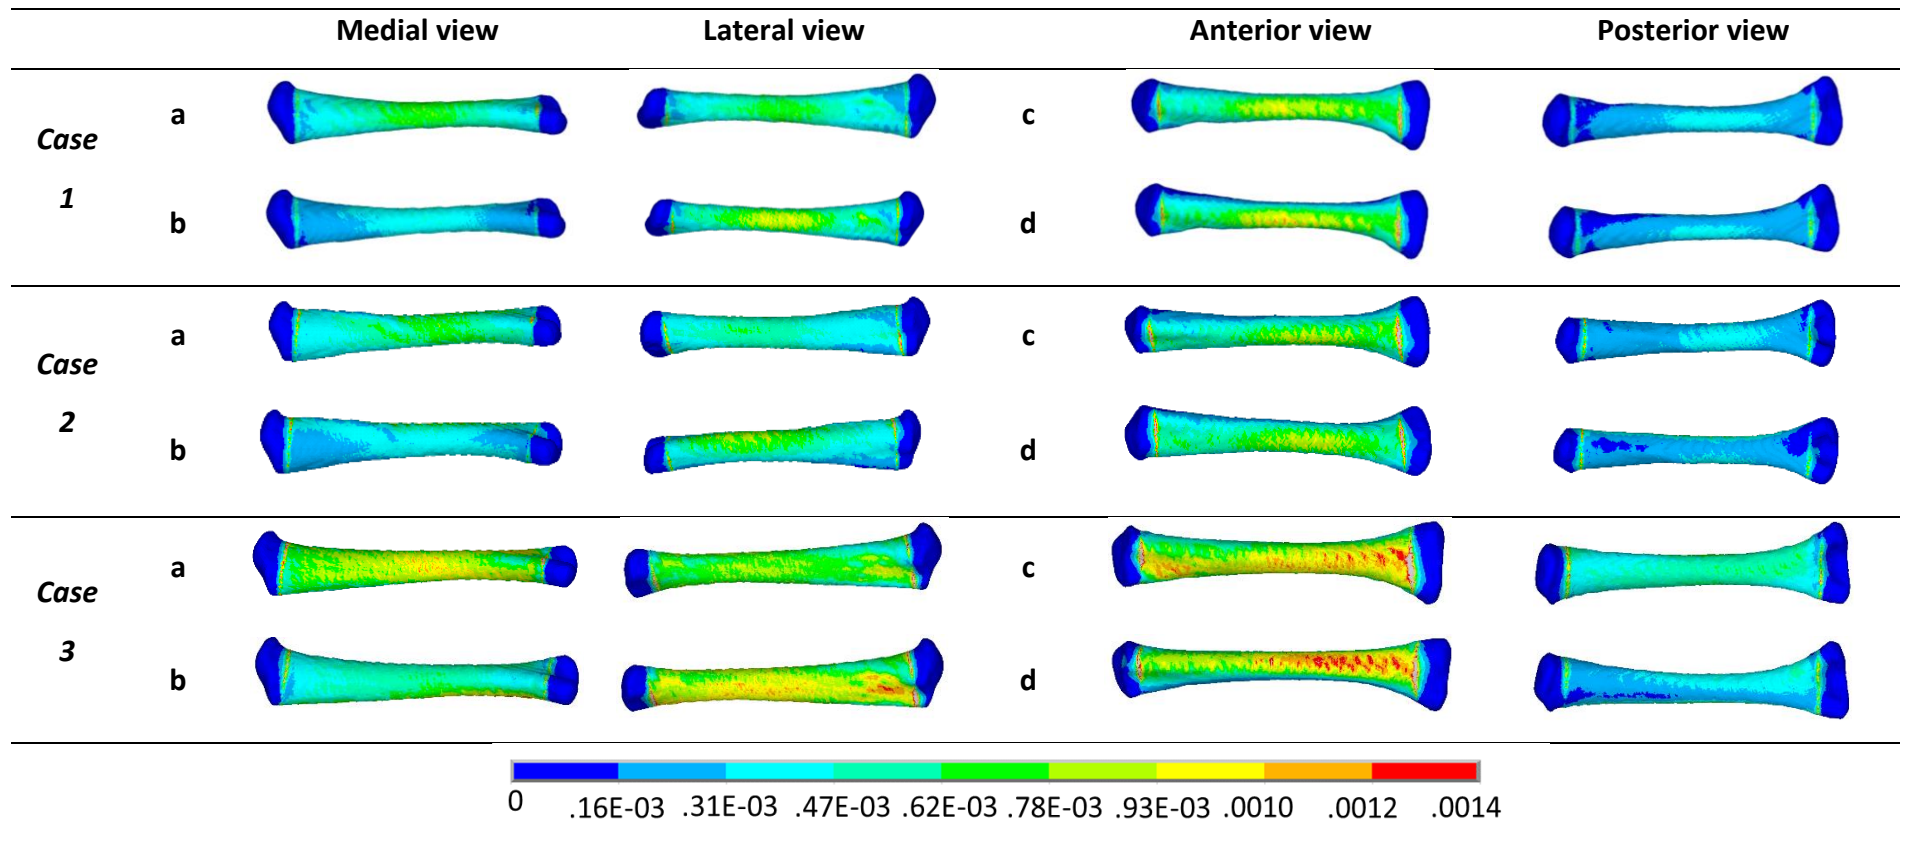 Medial view Lateral view Anterior view Posterior view
Case
1
a c
b d
Case
2
a c
b d
Case
3
a c
b d
0 .16E-03 .31E-03 .47E-03 .62E-03 .78E-03 .93E-03 .0010 .0012 .0014